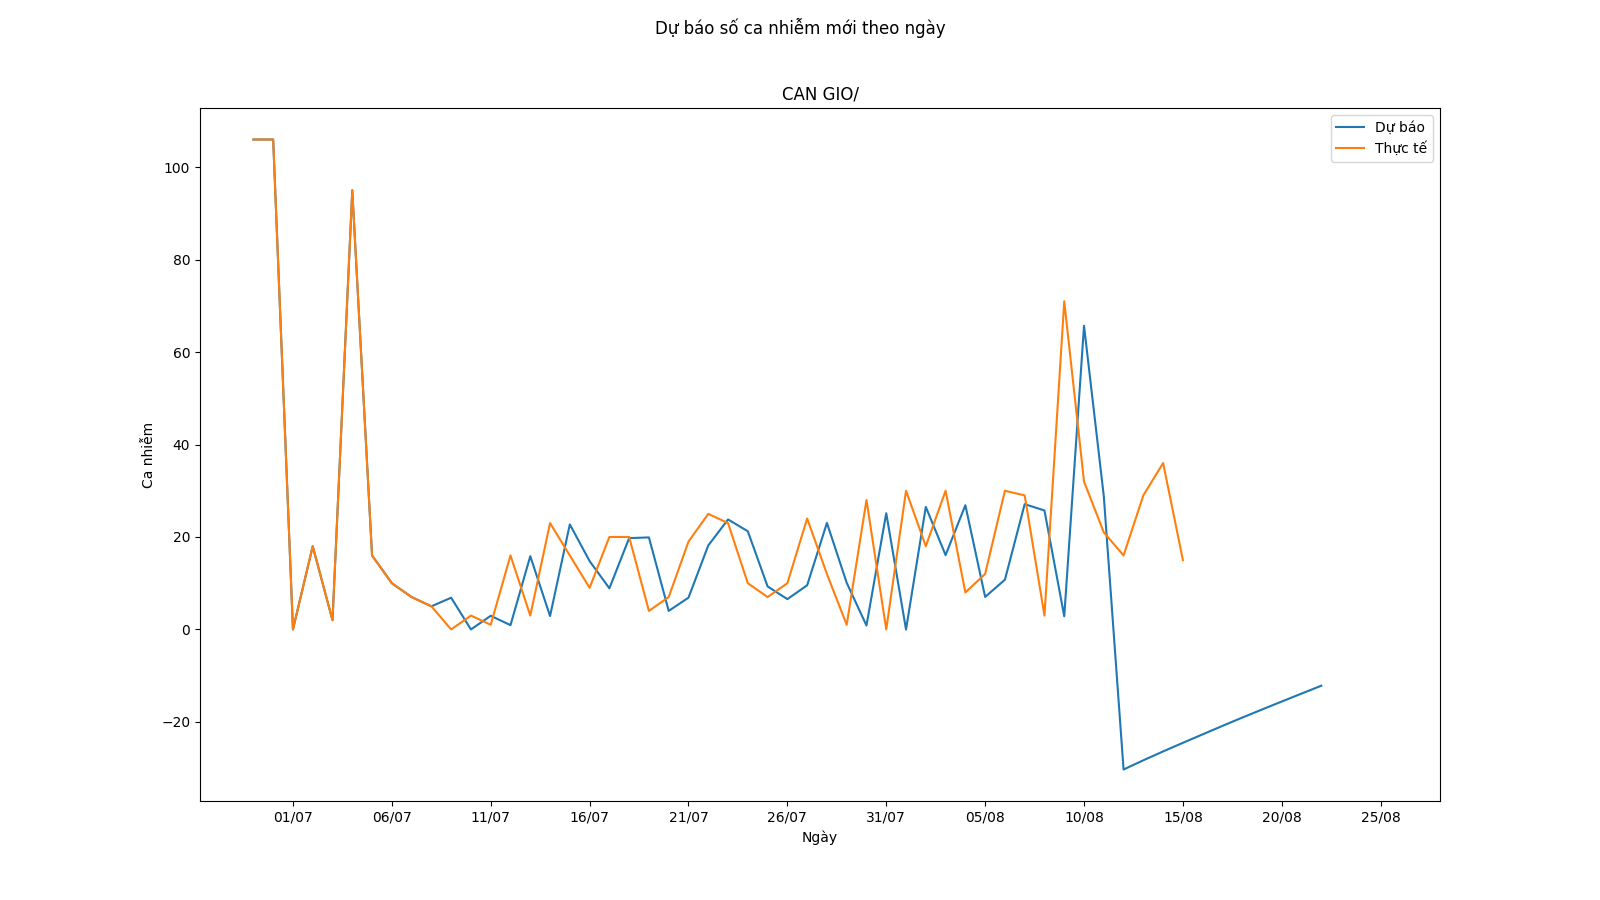 Dự báo số ca nhiễm mới theo ngày
CAN GIO/
Dự báo
Thực tế
100
80
60
40
20
0
−20
Ca nhiễm
01/07 06/07 11/07 16/07 21/07 26/07 31/07 05/08 10/08 15/08 20/08 25/08
Ngày